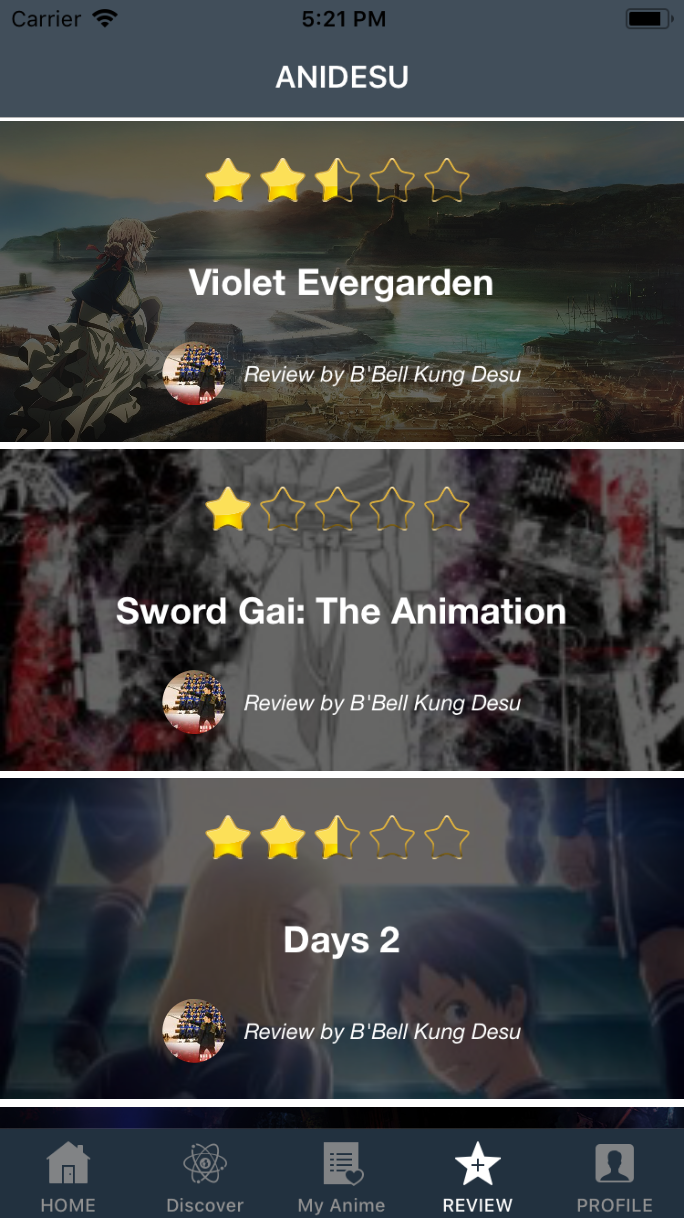 Carrier 5:21 PM
ANIDESU
Violet Evergarden
Review by B'Bell Kung Desu
Sword Gai: The Animation
Review by B'Bell Kung Desu
Days 2
Review by B'Bell Kung Desu
HOME Discover My Anime REVIEW PROFILE